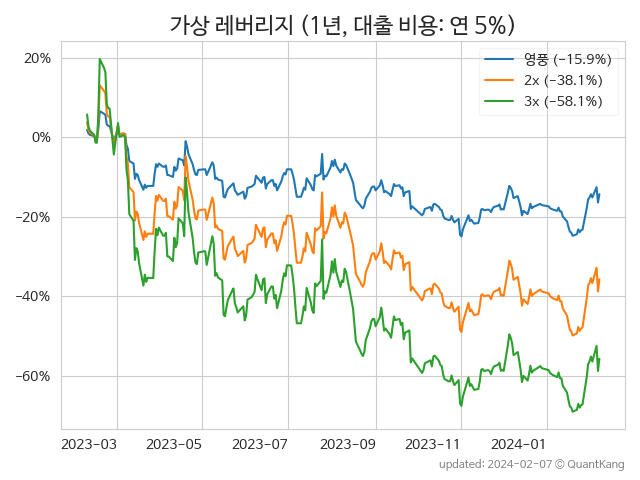 가상 레버리지 (1년, 대출 비용: 연 5%)
영풍 (−15.9%)
2x (−38.1%)
3x (−58.1%)
20%
0%
−20%
−40%
−60%
2023-03 2023-05 2023-07 2023-09 2023-11 2024-01
updated: 2024-02-07 © QuantKang